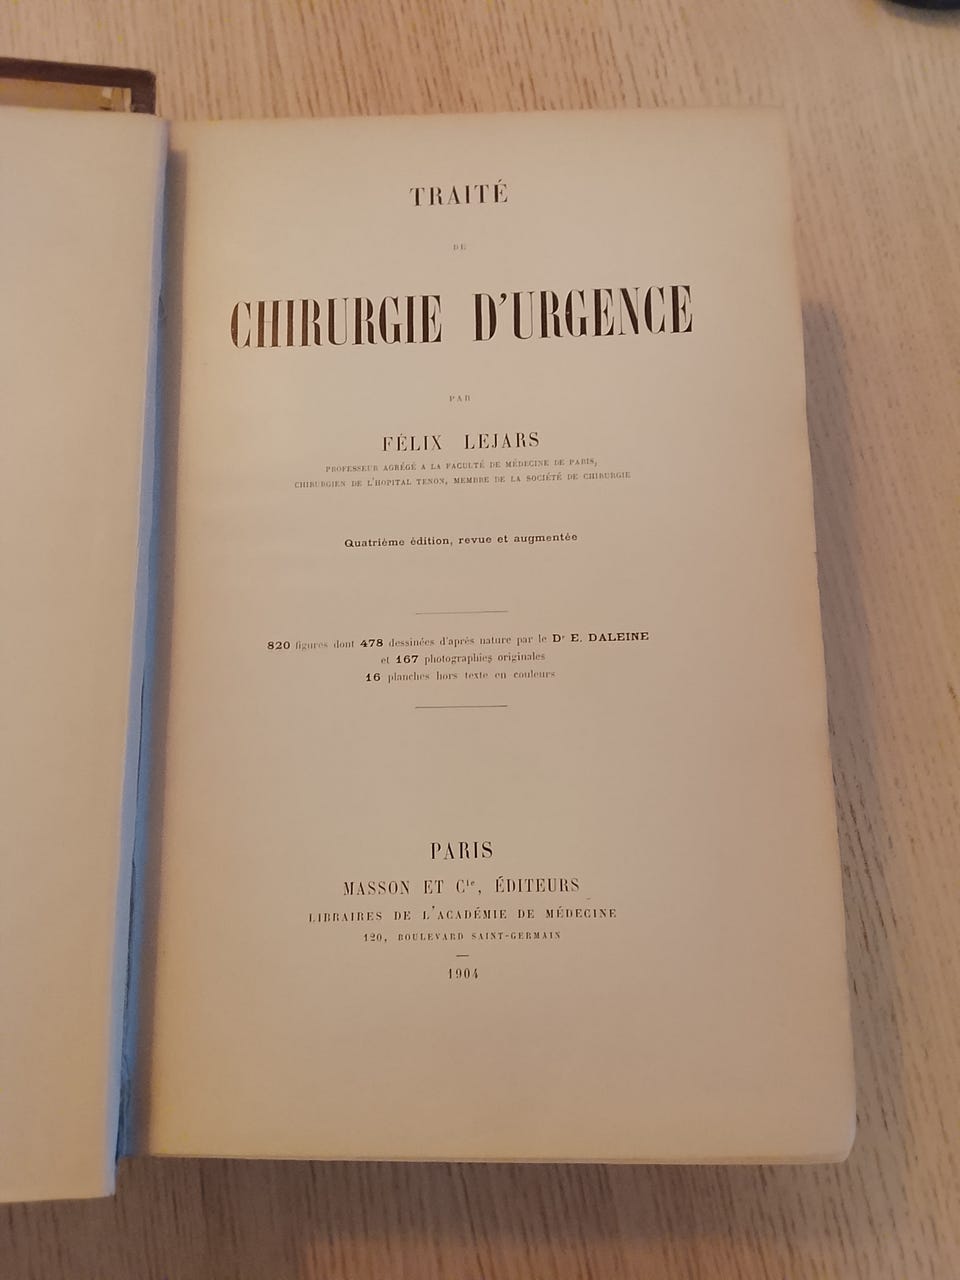 TRAITÉ
DE
CHIRURGIE D'URGENCE
PAR
FÉLIX LEJARS
PROFESSEUR AGRÉGÉ A LA FACULTÉ DE MÉDECINE DE PARIS,
CHIRURGIEN DE L'HOPITAL TENON, MEMBRE DE LA SOCIÉTÉ DE CHIRURGIE
Quatrième édition, revue et augmentée
820 figures dont 478 dessinées d'après nature par le Dr E. DALEINE
et 167 photographies originales
16 planches hors texte en couleurs
PARIS
MASSON ET Cie, ÉDITEURS
LIBRAIRES DE L'ACADÉMIE DE MÉDECINE
120, BOULEVARD SAINT-GERMAIN
1904